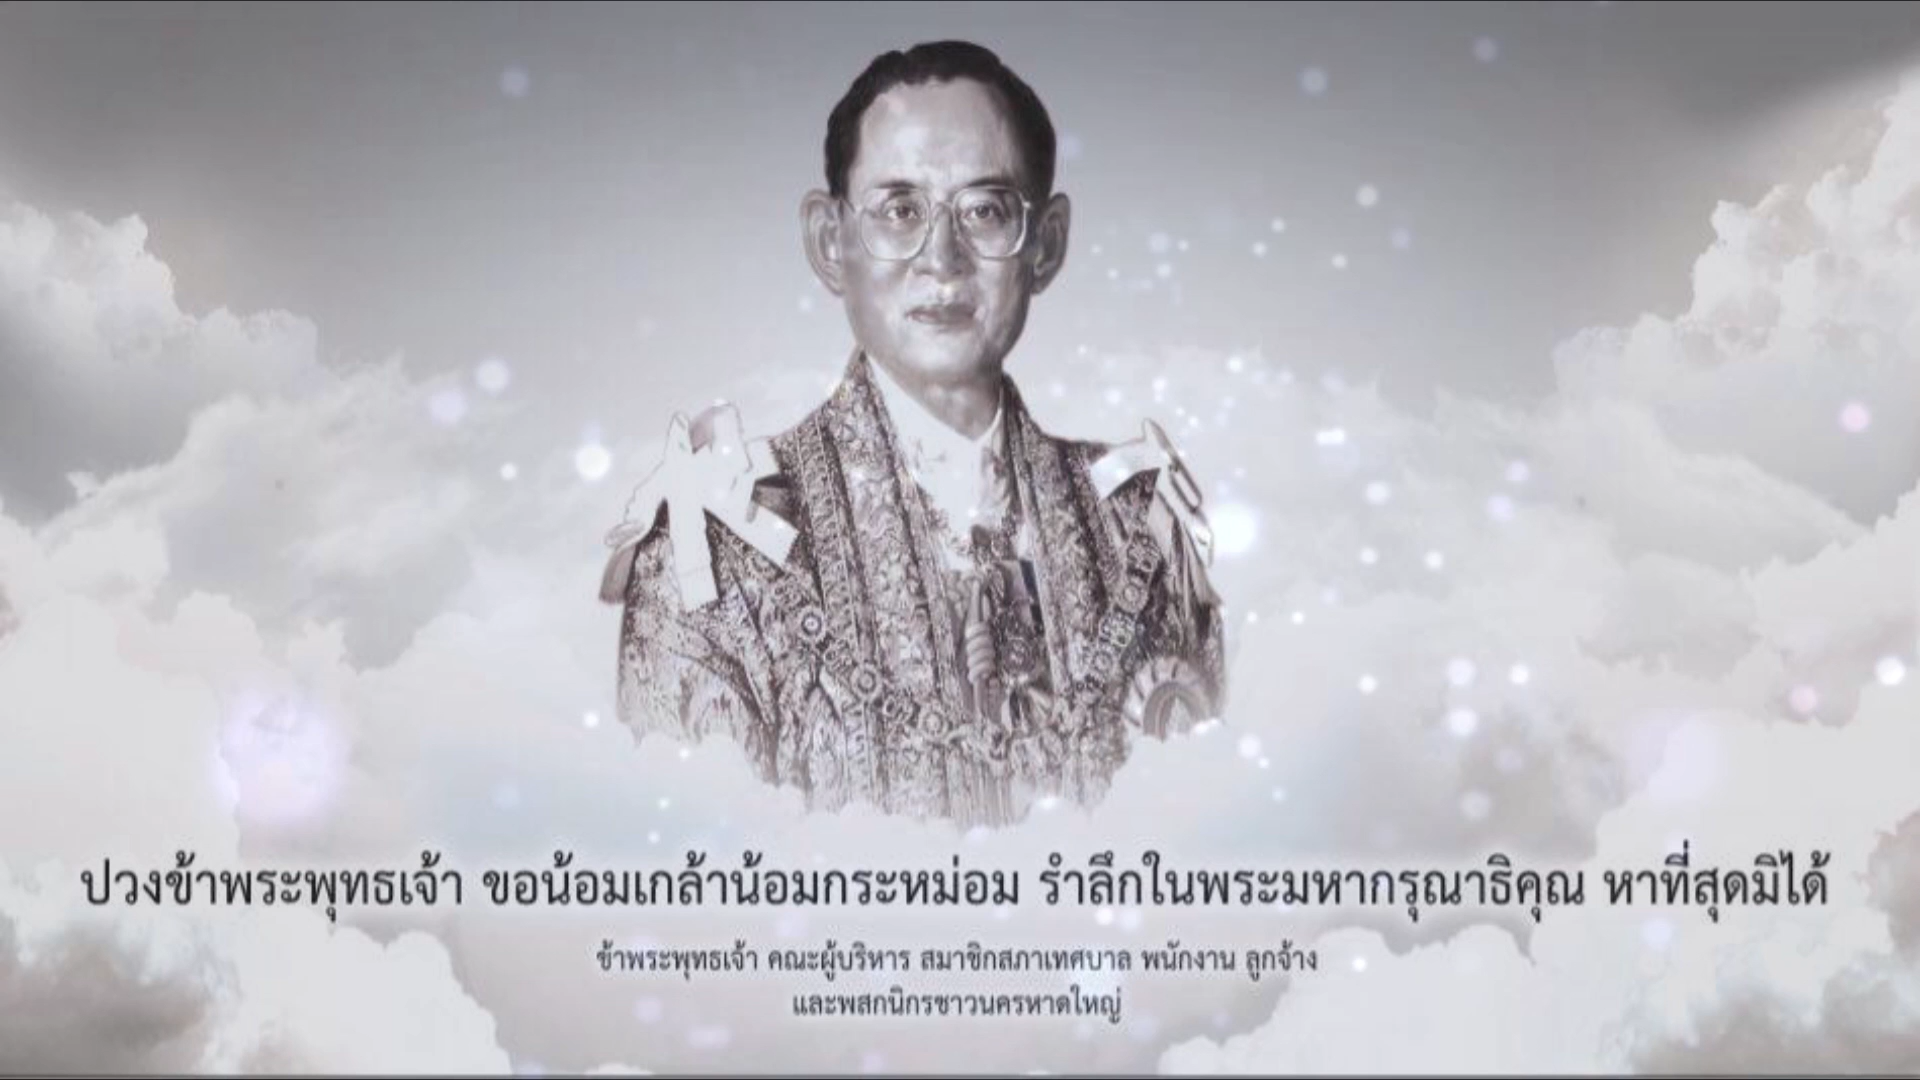 ปวงข้าพระพุทธเจ้า ขอน้อมเกล้าน้อมกระหม่อม รำลึกในพระมหากรุณาธิคุณ หาที่สุดมิได้
ข้าพระพุทธเจ้า คณะผู้บริหาร สมาชิกสภาเทศบาล พนักงาน ลูกจ้าง
และพสกนิกรชาวนครหาดใหญ่